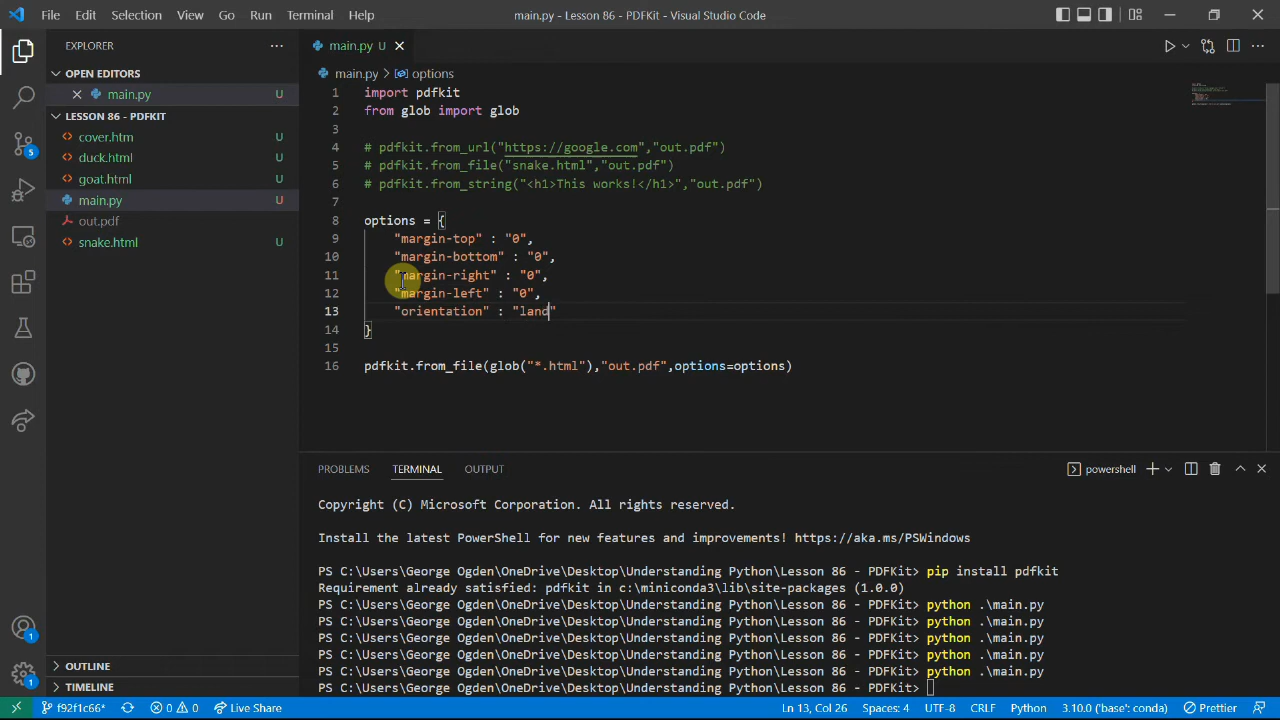 File Edit Selection View Go Run Terminal Help main.py - Lesson 86 - PDFKit - Visual Studio Code
EXPLORER
main.py U
OPEN EDITORS
main.py > options
main.py U
LESSON 86 - PDFKIT
cover.htm U
duck.html U
goat.html U
main.py U
out.pdf
snake.html U
1 import pdfkit
2 from glob import glob
3
4 # pdfkit.from_url("https://google.com","out.pdf")
5 # pdfkit.from_file("snake.html","out.pdf")
6 # pdfkit.from_string("<h1>This works!</h1>","out.pdf")
7
8 options = {
9 "margin-top" : "0",
10 "margin-bottom" : "0",
11 "margin-right" : "0",
12 "margin-left" : "0",
13 "orientation" : "land"
14 }
15
16 pdfkit.from_file(glob("*.html"),"out.pdf",options=options)
PROBLEMS TERMINAL OUTPUT powershell
Copyright (C) Microsoft Corporation. All rights reserved.
Install the latest PowerShell for new features and improvements! https://aka.ms/PSWindows
PS C:\Users\George Ogden\OneDrive\Desktop\Understanding Python\Lesson 86 - PDFKit> pip install pdfkit
Requirement already satisfied: pdfkit in c:\miniconda3\lib\site-packages (1.0.0)
PS C:\Users\George Ogden\OneDrive\Desktop\Understanding Python\Lesson 86 - PDFKit> python .\main.py
PS C:\Users\George Ogden\OneDrive\Desktop\Understanding Python\Lesson 86 - PDFKit> python .\main.py
PS C:\Users\George Ogden\OneDrive\Desktop\Understanding Python\Lesson 86 - PDFKit> python .\main.py
PS C:\Users\George Ogden\OneDrive\Desktop\Understanding Python\Lesson 86 - PDFKit> python .\main.py
PS C:\Users\George Ogden\OneDrive\Desktop\Understanding Python\Lesson 86 - PDFKit> python .\main.py
PS C:\Users\George Ogden\OneDrive\Desktop\Understanding Python\Lesson 86 - PDFKit>
5
1
1
OUTLINE
TIMELINE
f92f1c66* 0 0 Live Share Ln 13, Col 26 Spaces: 4 UTF-8 CRLF Python 3.10.0 ('base': conda) Prettier